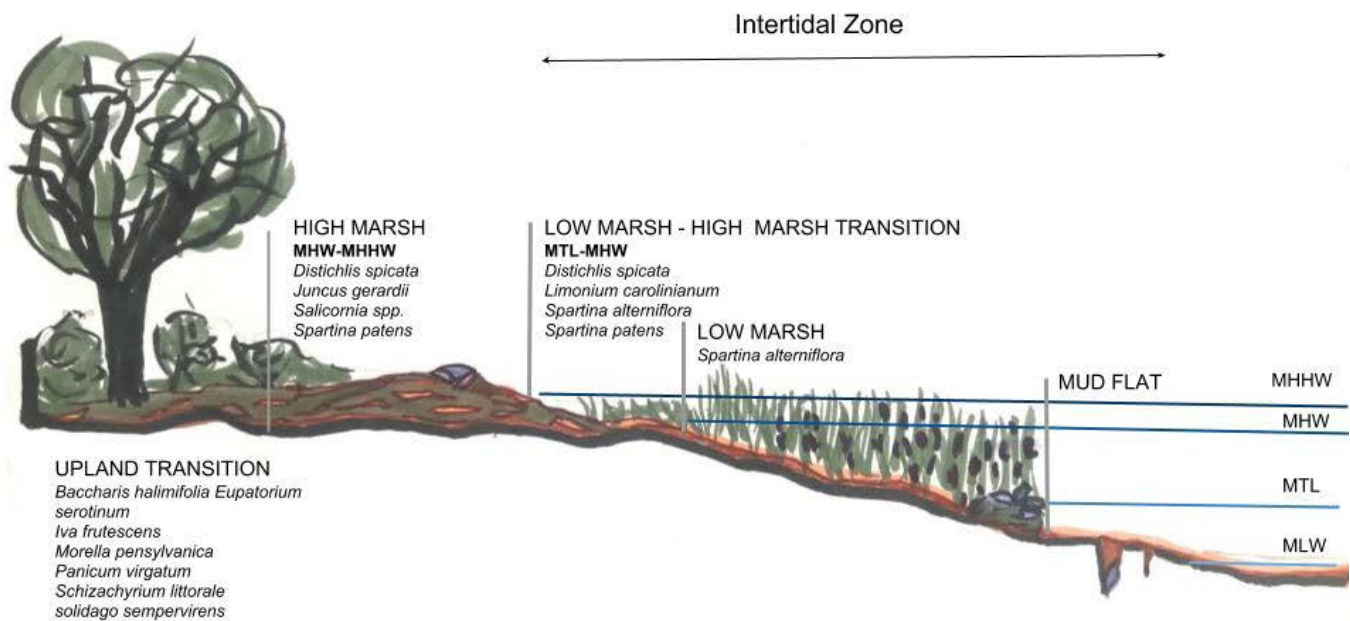 Intertidal Zone
HIGH MARSH
MHW-MHHW
Distichlis spicata
Juncus gerardii
Salicornia spp.
Spartina patens
LOW MARSH - HIGH MARSH TRANSITION
MTL-MHW
Distichlis spicata
Limonium carolinianum
Spartina alterniflora
Spartina patens
LOW MARSH
Spartina alterniflora
MUD FLAT
MHHW
MHW
MTL
MLW
UPLAND TRANSITION
Baccharis halimifolia Eupatorium
serotinum
Iva frutescens
Morella pensylvanica
Panicum virgatum
Schizachyrium littorale
solidago sempervirens